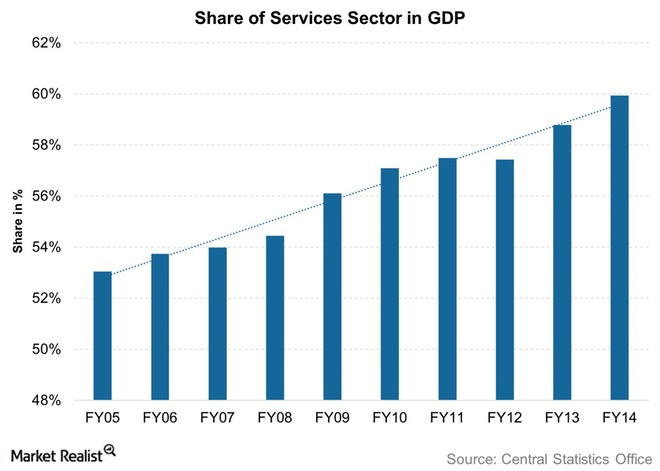 Share of Services Sector in GDP
62%
60%
58%
56%
54%
52%
50%
48%
Share in %
FY05 FY06 FY07 FY08 FY09 FY10 FY11 FY12 FY13 FY14
Market Realist
Source: Central Statistics Office